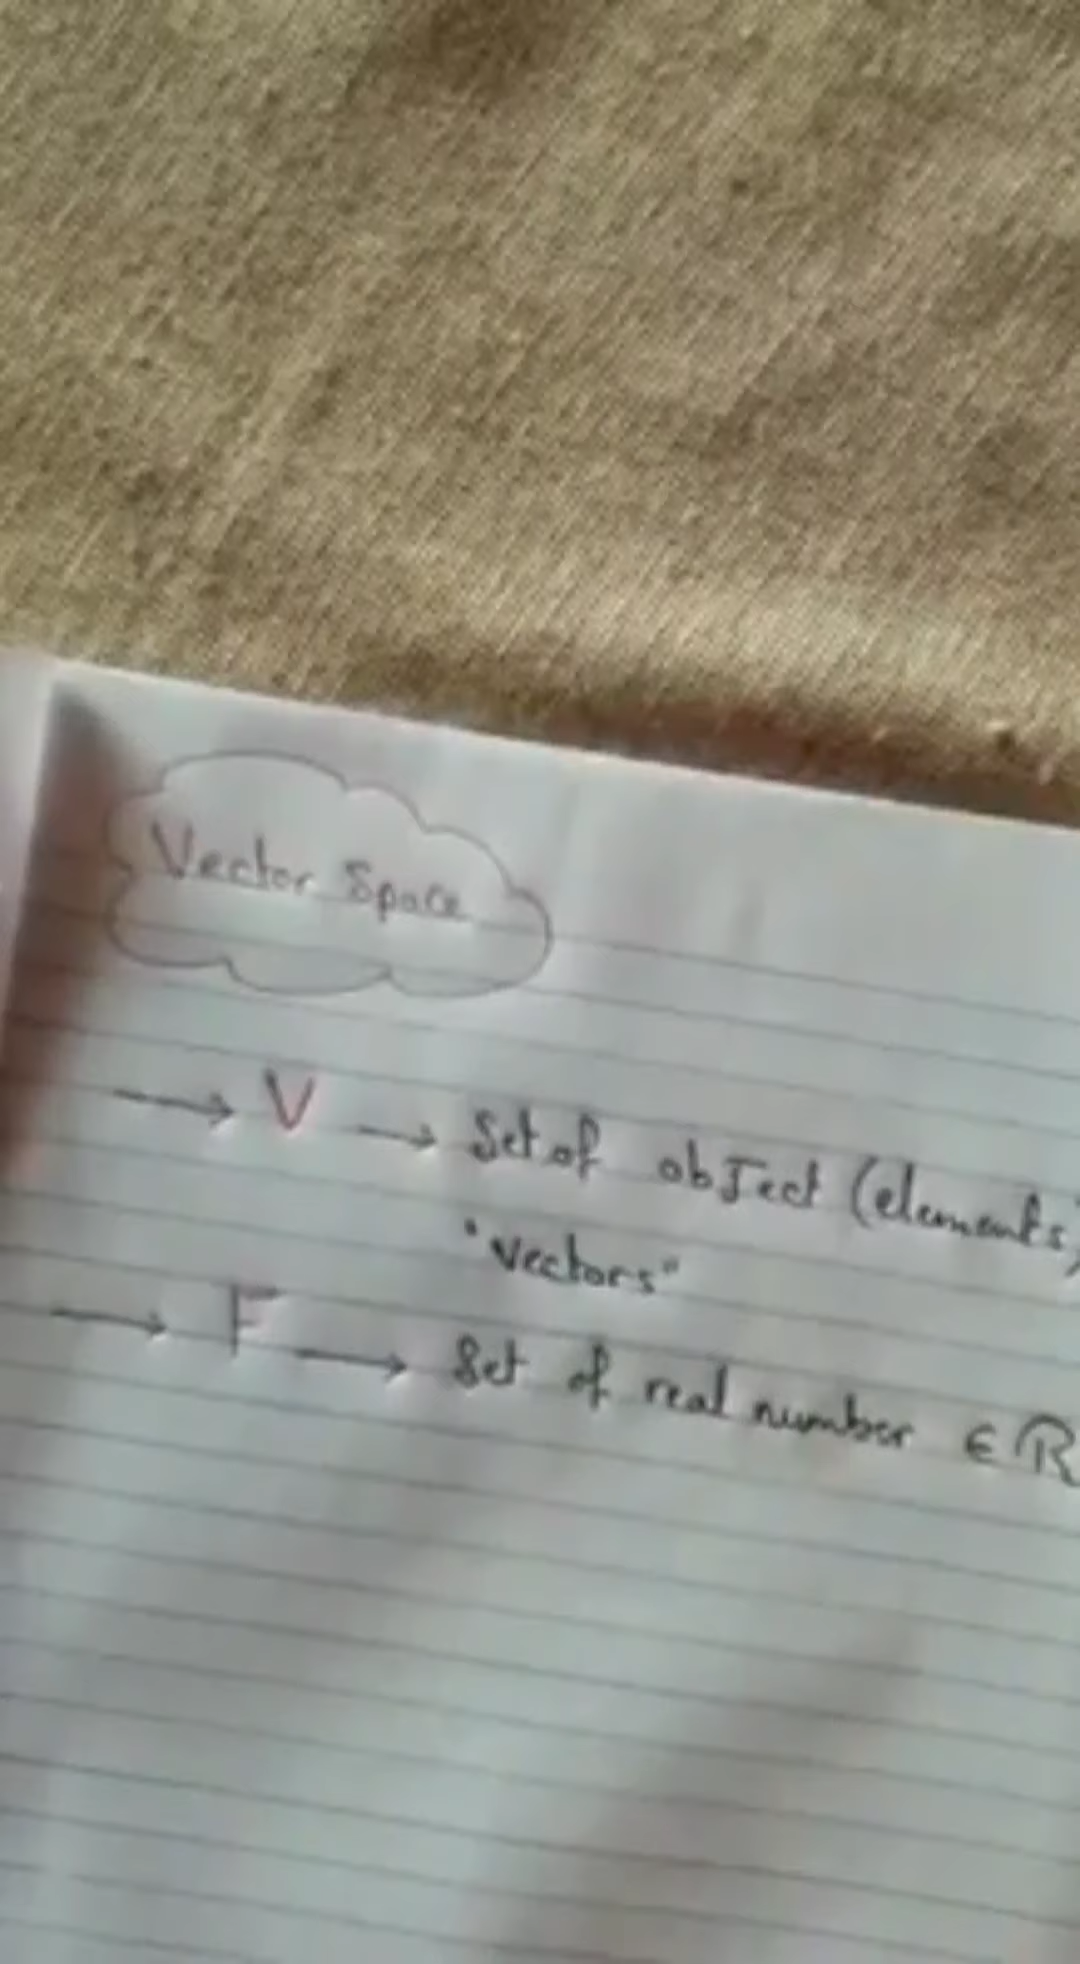 Vector Space
→ V → Set of obJect (elements)
"vectors"
→ F → Set of real number ∈ ℝ